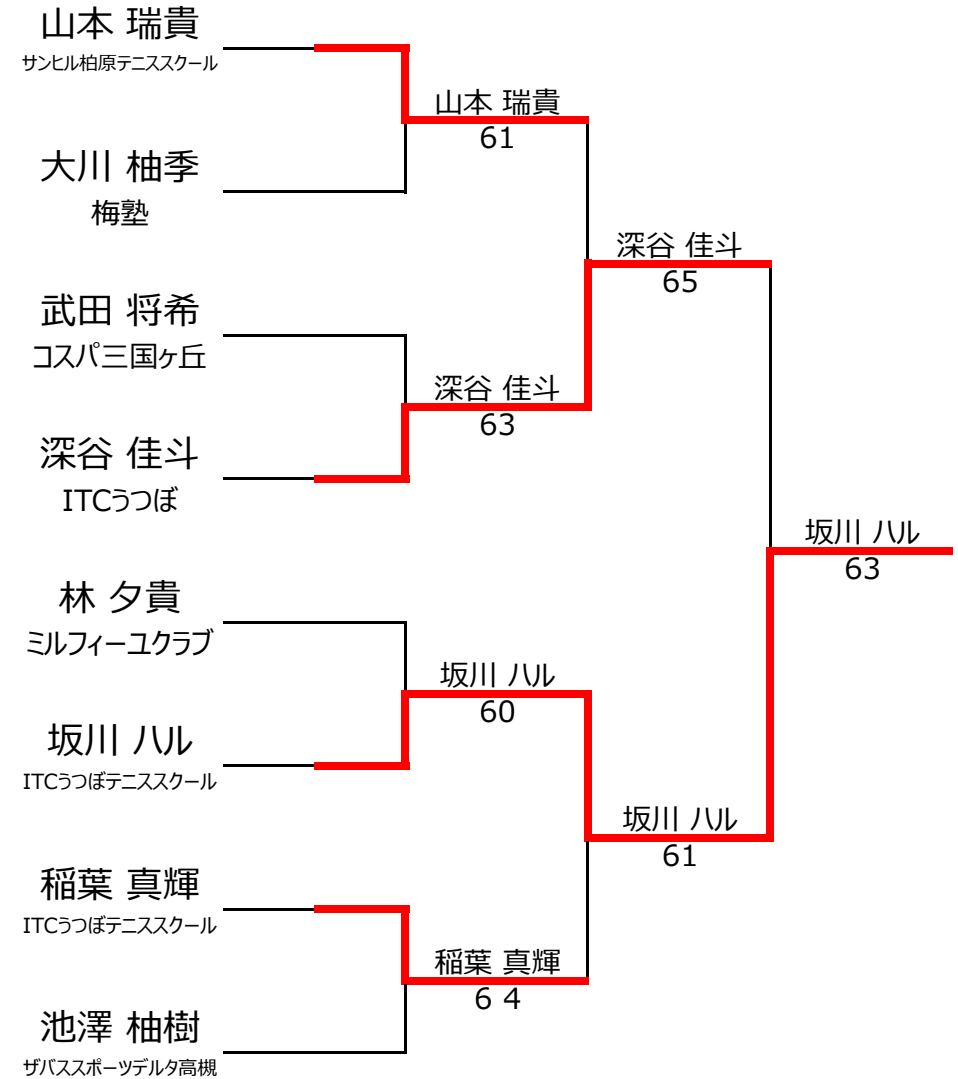 山本 瑞貴
サンヒル柏原テニススクール
山本 瑞貴
61
大川 柚季
梅塾
深谷 佳斗
65
武田 将希
コスパ三国ヶ丘
深谷 佳斗
63
深谷 佳斗
ITCうつぼ
坂川 ハル
63
林 夕貴
ミルフィーユクラブ
坂川 ハル
60
坂川 ハル
ITCうつぼテニススクール
坂川 ハル
61
稲葉 真輝
ITCうつぼテニススクール
稲葉 真輝
6 4
池澤 柚樹
ザバススポーツデルタ高槻